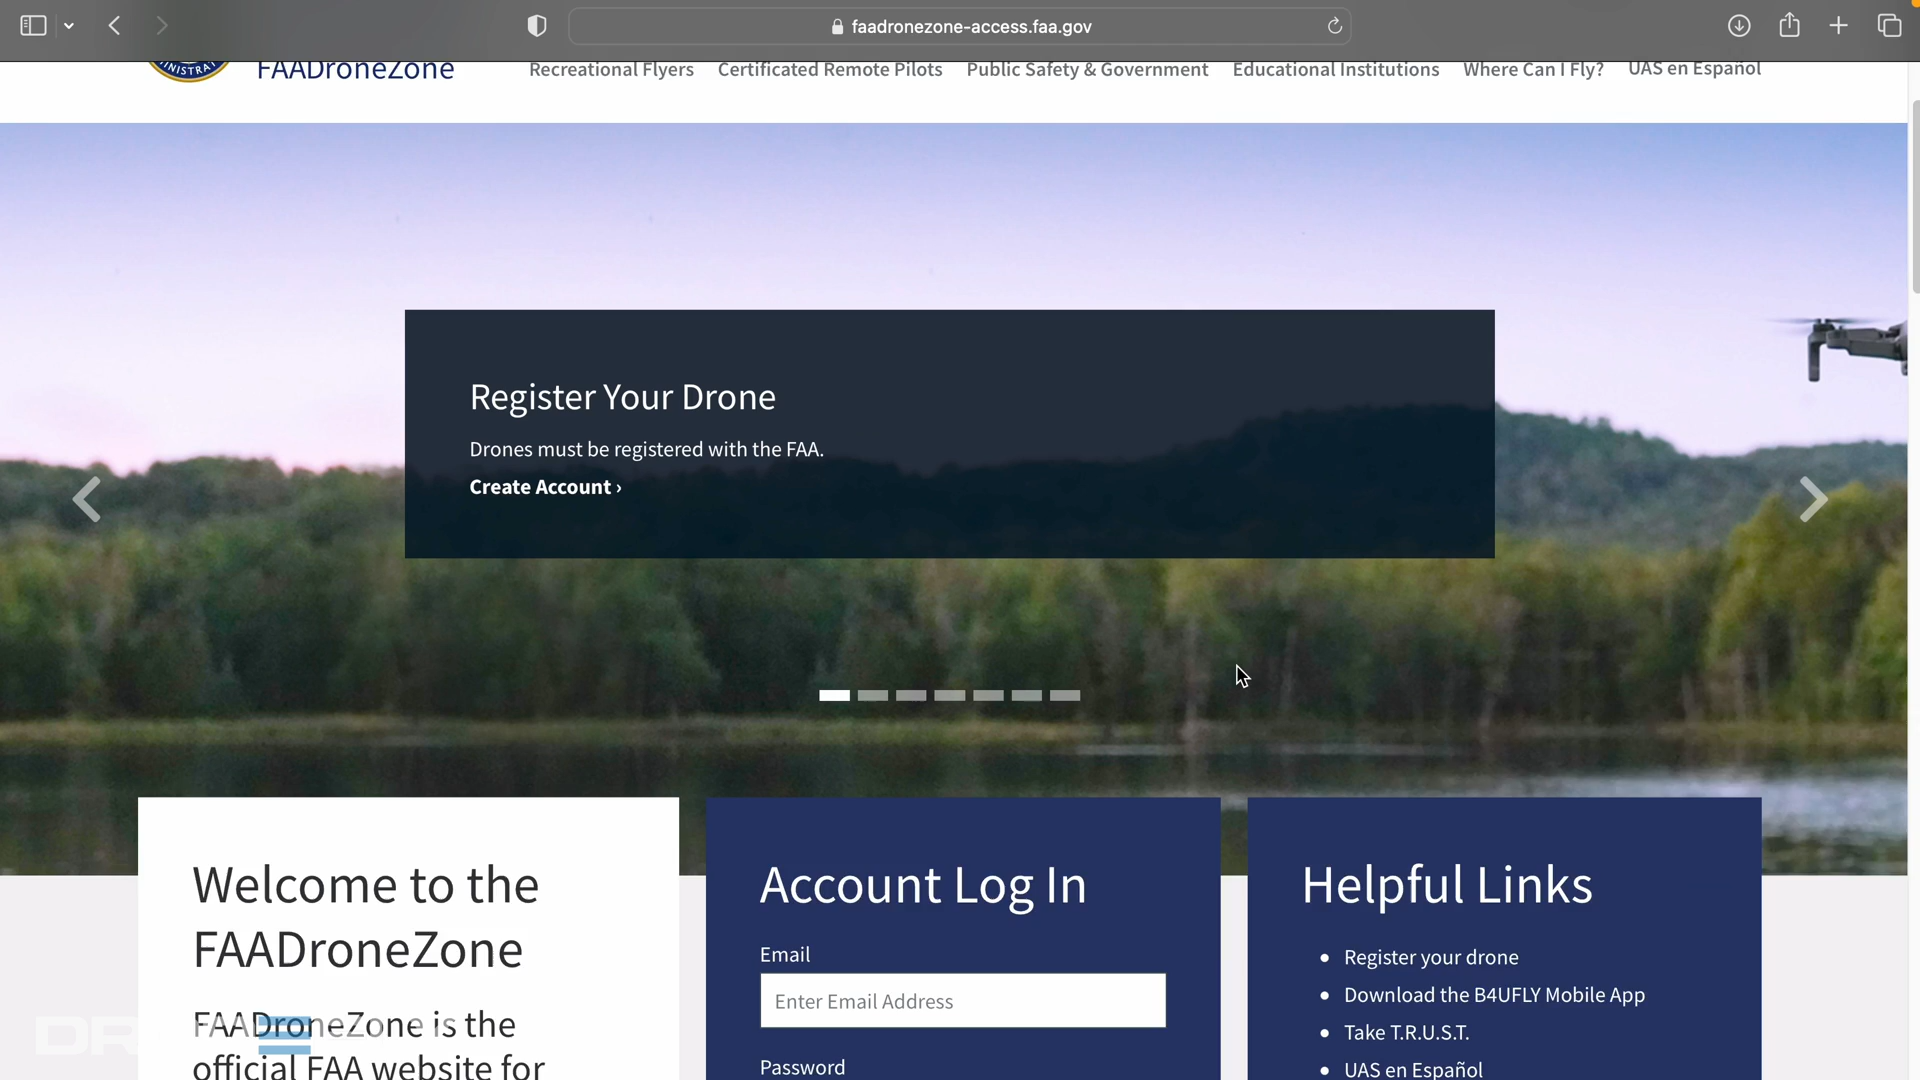 faadronezone-access.faa.gov
FAADroneZone
Recreational Flyers
Certificated Remote Pilots
Public Safety & Government
Educational Institutions
Where Can I Fly?
UAS en Español
Register Your Drone
Drones must be registered with the FAA.
Create Account ›
Welcome to the
FAADroneZone
FAADroneZone is the
official FAA website for
Account Log In
Email
Enter Email Address
Password
Helpful Links
Register your drone
Download the B4UFLY Mobile App
Take T.R.U.S.T.
UAS en Español